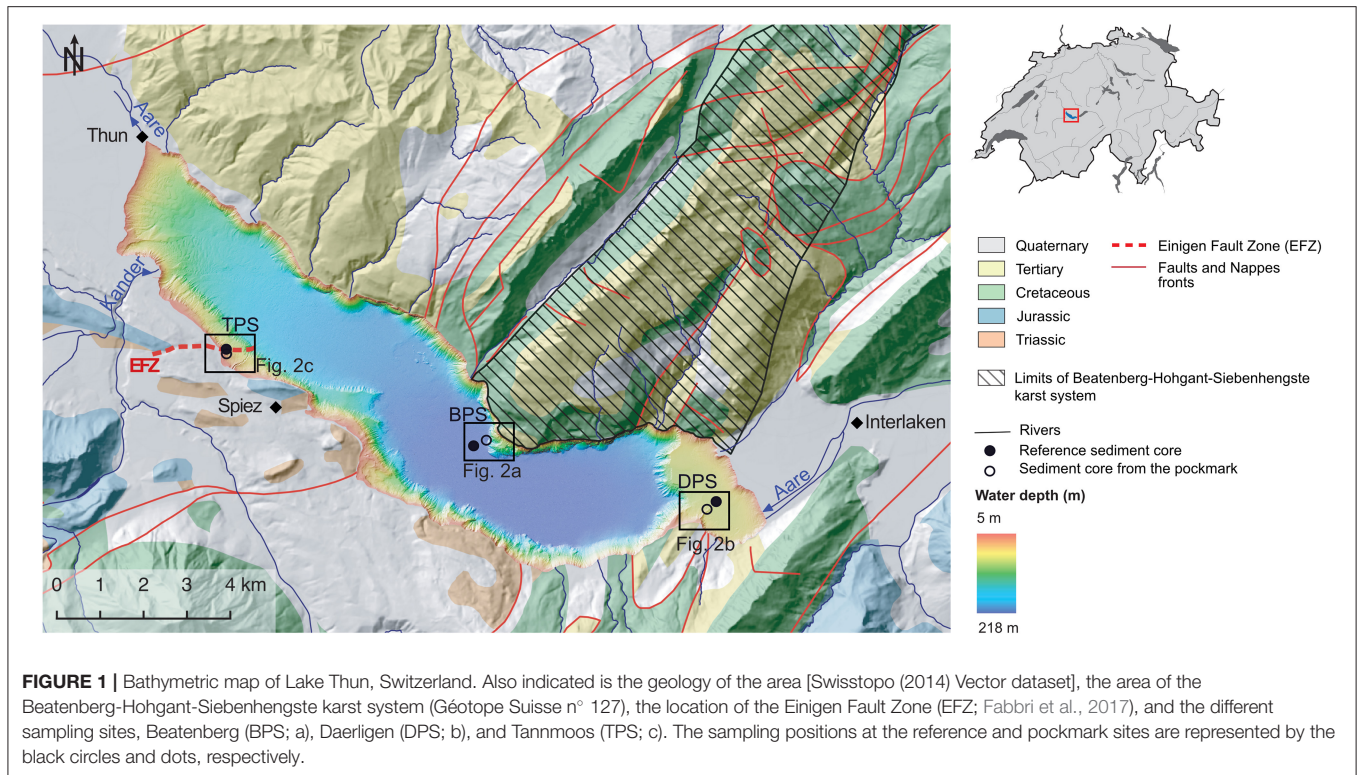 N
Aare
Thun
Kander
TPS
EFZ
Fig. 2c
Spiez
BPS
Fig. 2a
Interlaken
DPS
Aare
Fig. 2b
0 1 2 4 km
Quaternary
Tertiary
Cretaceous
Jurassic
Triassic
Einigen Fault Zone (EFZ)
Faults and Nappes
fronts
Limits of Beatenberg-Hohgant-Siebenhengste
karst system
Rivers
Reference sediment core
Sediment core from the pockmark
Water depth (m)
5 m
218 m
FIGURE 1 | Bathymetric map of Lake Thun, Switzerland. Also indicated is the geology of the area [Swisstopo (2014) Vector dataset], the area of the
Beatenberg-Hohgant-Siebenhengste karst system (Géotope Suisse n° 127), the location of the Einigen Fault Zone (EFZ; Fabbri et al., 2017), and the different
sampling sites, Beatenberg (BPS; a), Daerligen (DPS; b), and Tannmoos (TPS; c). The sampling positions at the reference and pockmark sites are represented by the
black circles and dots, respectively.